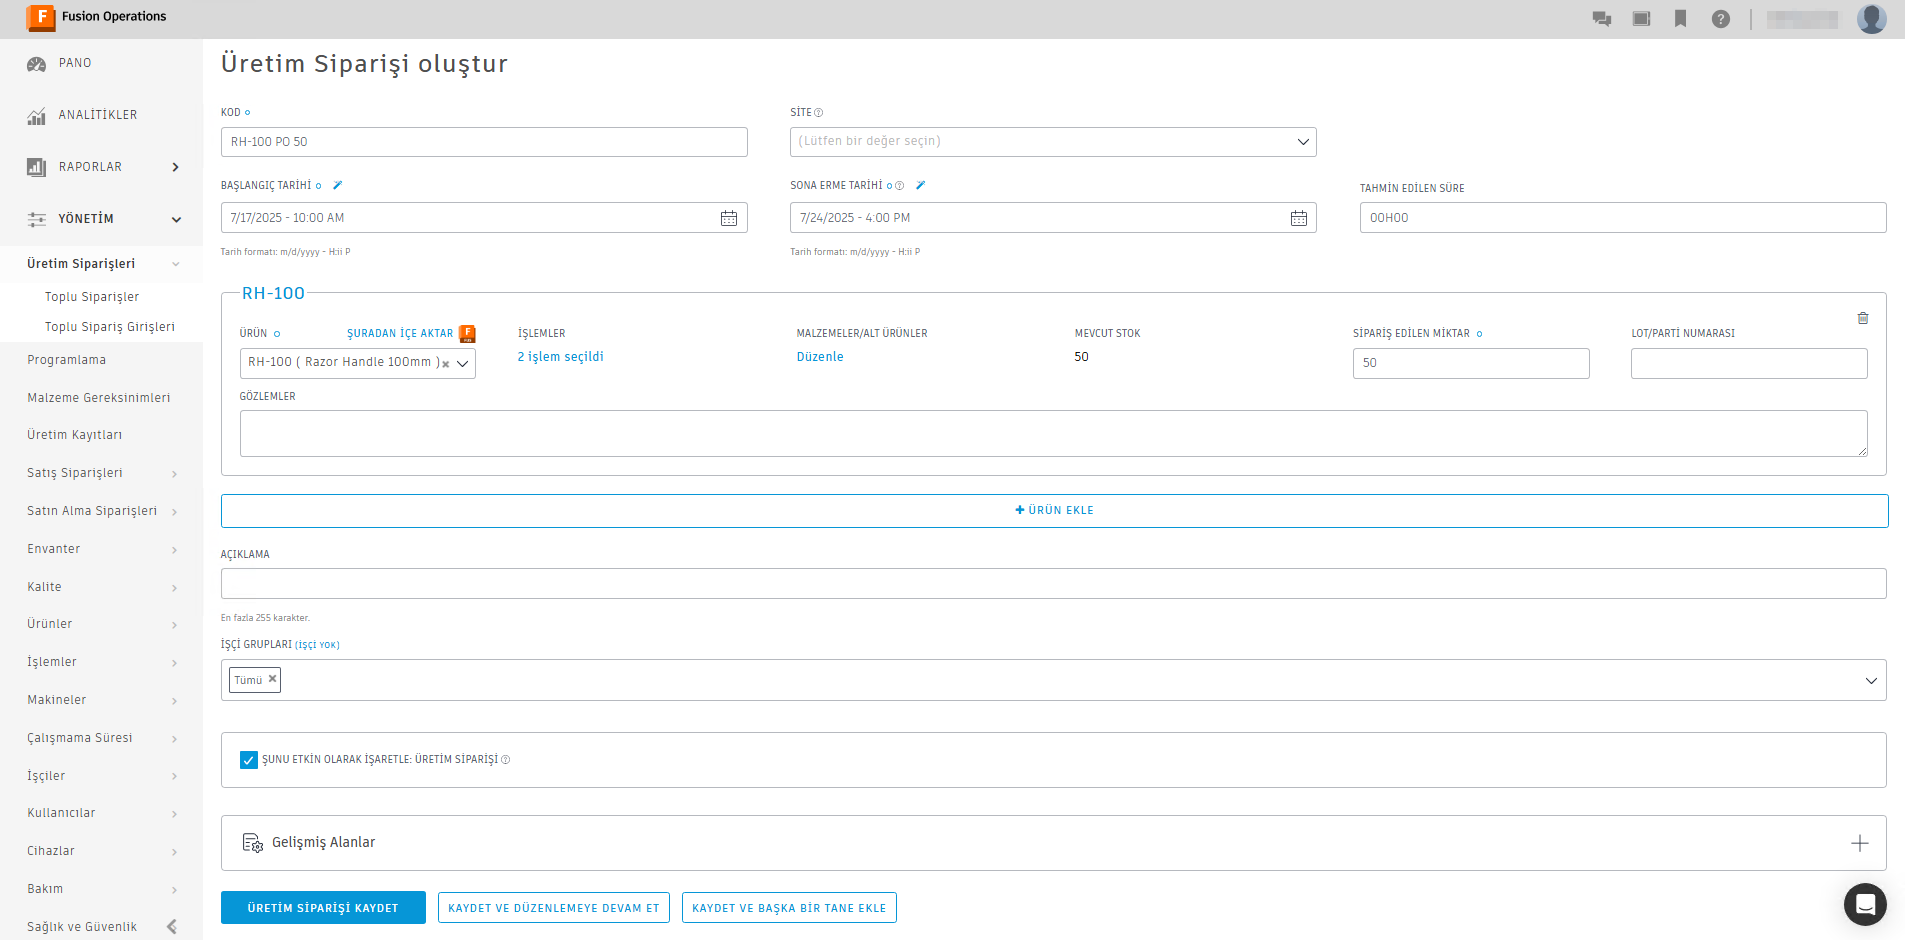 Fusion Operations
PANO
ANALİTİKLER
RAPORLAR
YÖNETİM
Üretim Siparişleri
Toplu Siparişler
Toplu Sipariş Girişleri
Programlama
Malzeme Gereksinimleri
Üretim Kayıtları
Satış Siparişleri
Satın Alma Siparişleri
Envanter
Kalite
Ürünler
İşlemler
Makineler
Çalışmama Süresi
İşçiler
Kullanıcılar
Cihazlar
Bakım
Sağlık ve Güvenlik
Üretim Siparişi oluştur
KOD
SİTE
RH-100 PO 50
(Lütfen bir değer seçin)
BAŞLANGIÇ TARİHİ
SONA ERME TARİHİ
TAHMİN EDİLEN SÜRE
7/17/2025 - 10:00 AM
7/24/2025 - 4:00 PM
00H00
Tarih formatı: m/d/yyyy - H:ii P
Tarih formatı: m/d/yyyy - H:ii P
RH-100
ÜRÜN
ŞURADAN İÇE AKTAR
İŞLEMLER
MALZEMELER/ALT ÜRÜNLER
MEVCUT STOK
SİPARİŞ EDİLEN MİKTAR
LOT/PARTİ NUMARASI
RH-100 ( Razor Handle 100mm )
2 işlem seçildi
Düzenle
50
50
GÖZLEMLER
ÜRÜN EKLE
AÇIKLAMA
En fazla 255 karakter.
İŞÇİ GRUPLARI (İŞÇİ YOK)
Tümü
ŞUNU ETKİN OLARAK İŞARETLE: ÜRETİM SİPARİŞİ
Gelişmiş Alanlar
ÜRETİM SİPARİŞİ KAYDET
KAYDET VE DÜZENLEMEYE DEVAM ET
KAYDET VE BAŞKA BİR TANE EKLE